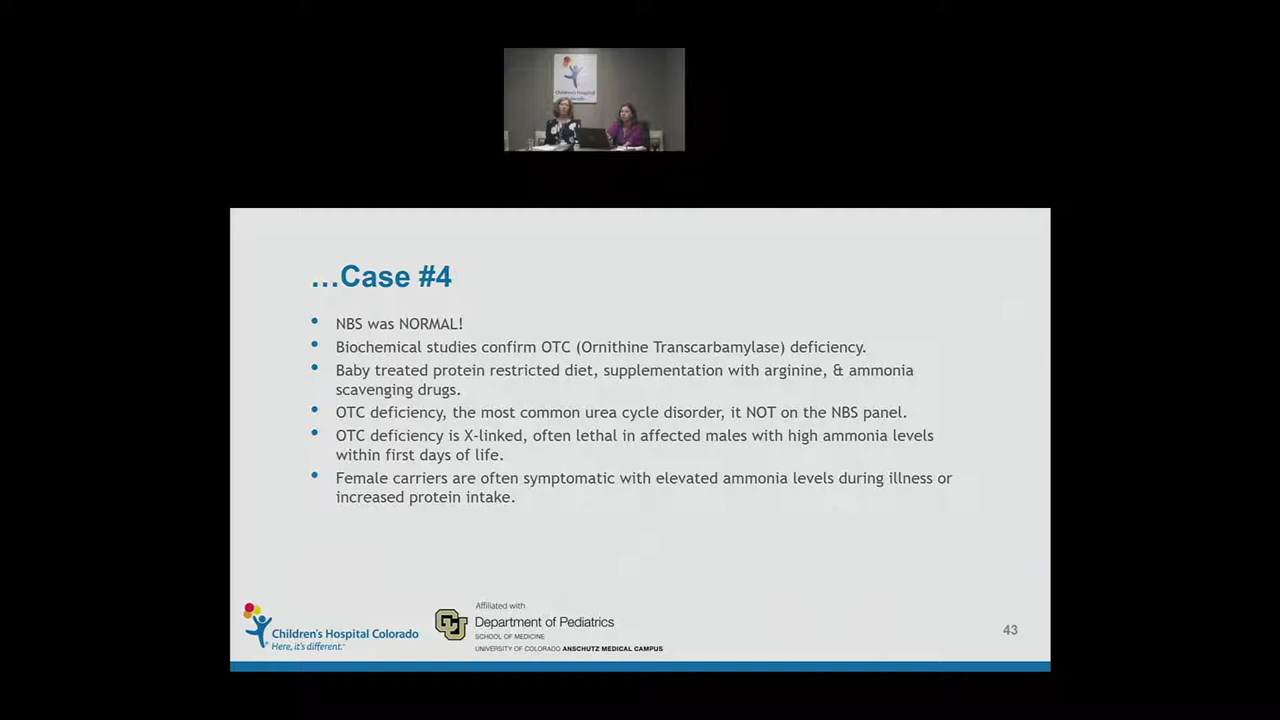 Children's Hospital
...Case #4
• NBS was NORMAL!
• Biochemical studies confirm OTC (Ornithine Transcarbamylase) deficiency.
• Baby treated protein restricted diet, supplementation with arginine, & ammonia
scavenging drugs.
• OTC deficiency, the most common urea cycle disorder, it NOT on the NBS panel.
• OTC deficiency is X-linked, often lethal in affected males with high ammonia levels
within first days of life.
• Female carriers are often symptomatic with elevated ammonia levels during illness or
increased protein intake.
Children's Hospital Colorado
Here, it's different.™
CU
Affiliated with
Department of Pediatrics
SCHOOL OF MEDICINE
UNIVERSITY OF COLORADO ANSCHUTZ MEDICAL CAMPUS
43